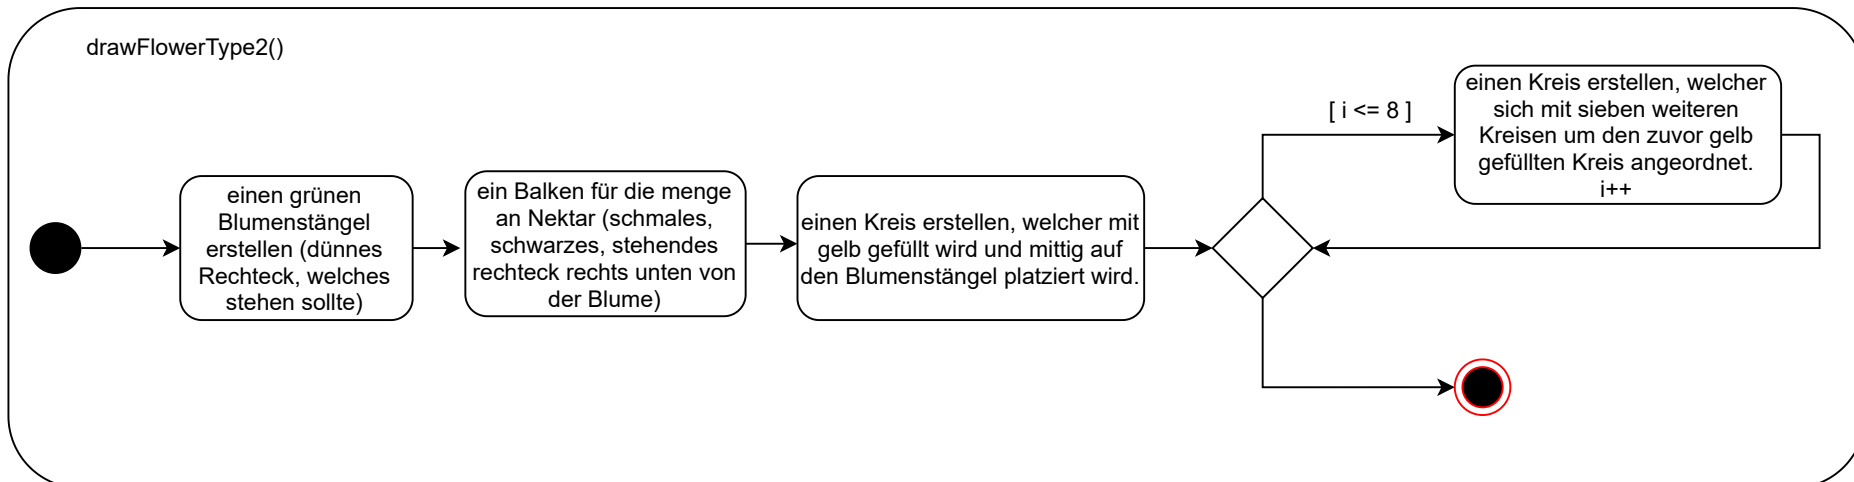 drawFlowerType2()
einen grünen
Blumenstängel
erstellen (dünnes
Rechteck, welches
stehen sollte)
ein Balken für die menge
an Nektar (schmales,
schwarzes, stehendes
rechteck rechts unten von
der Blume)
einen Kreis erstellen, welcher mit
gelb gefüllt wird und mittig auf
den Blumenstängel platziert wird.
[ i <= 8 ]
einen Kreis erstellen, welcher
sich mit sieben weiteren
Kreisen um den zuvor gelb
gefüllten Kreis angeordnet.
i++